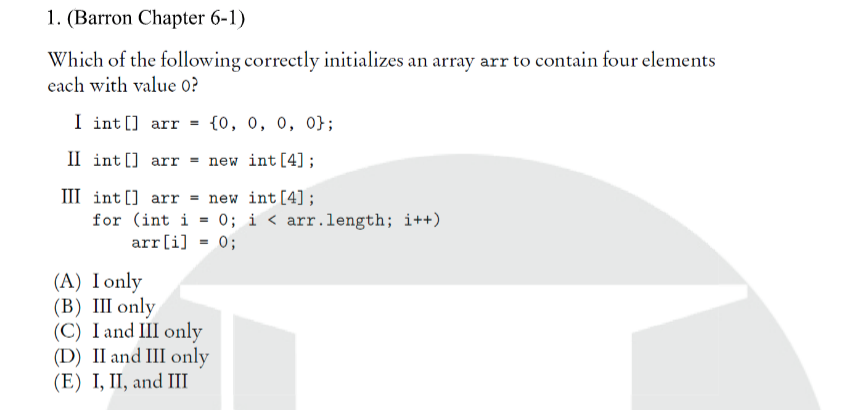 1. (Barron Chapter 6-1)
Which of the following correctly initializes an array arr to contain four elements
each with value 0?
I int[] arr = {0, 0, 0, 0};
II int[] arr = new int[4];
III int[] arr = new int[4];
for (int i = 0; i < arr.length; i++)
arr[i] = 0;
(A) I only
(B) III only
(C) I and III only
(D) II and III only
(E) I, II, and III